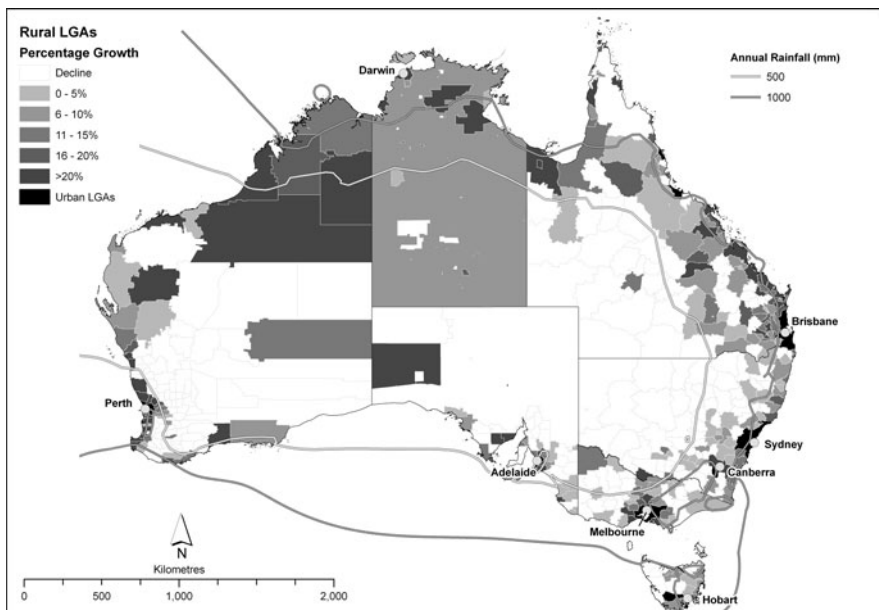 Rural LGAs
Percentage Growth
Decline
0 - 5%
6 - 10%
11 - 15%
16 - 20%
>20%
Urban LGAs
Darwin
Annual Rainfall (mm)
500
1000
Brisbane
Perth
Sydney
Adelaide
Canberra
Melbourne
N
Kilometres
0 500 1,000 2,000
Hobart